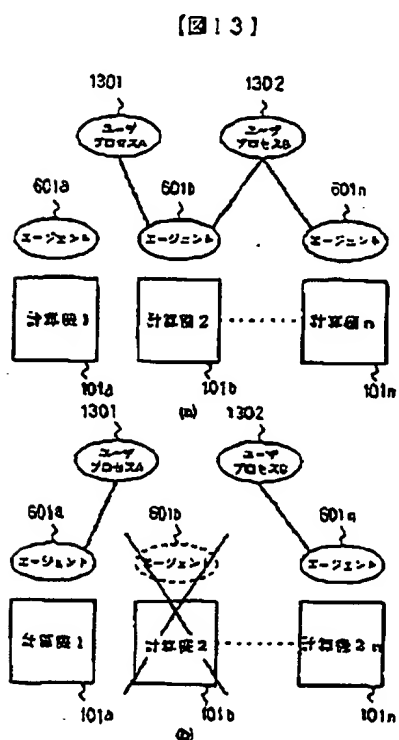 【図13】
1301
1302
ユーザ
プロセスA
ユーザ
プロセスB
601a
601b
601n
エージェント
エージェント
エージェント
計算機1
計算機2
計算機n
101a
101b
101n
(a)
1301
1302
ユーザ
プロセスA
ユーザ
プロセスB
601a
601b
601n
エージェント
エージェント
エージェント
計算機1
計算機2
計算機2n
101a
101b
101n
(b)